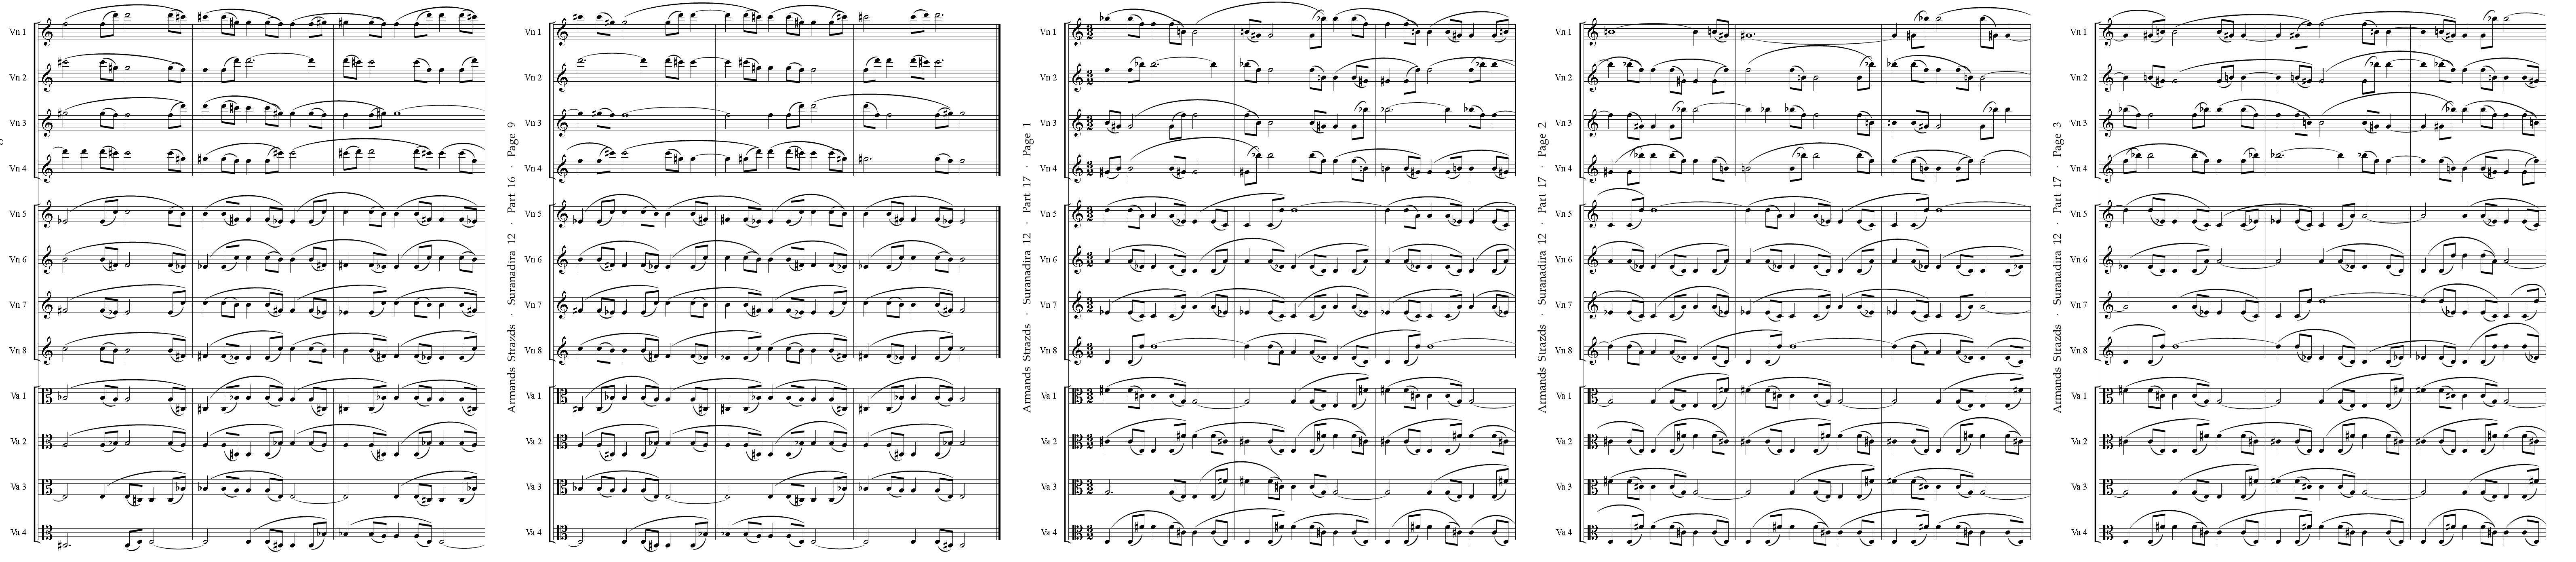 Vn 1
Vn 2
Vn 3
Vn 4
Vn 5
Vn 6
Vn 7
Vn 8
Va 1
Va 2
Va 3
Va 4
Armands Strazds · Suranadira 12 · Part 16 · Page 9
Vn 1
Vn 2
Vn 3
Vn 4
Vn 5
Vn 6
Vn 7
Vn 8
Va 1
Va 2
Va 3
Va 4
Armands Strazds · Suranadira 12 · Part 17 · Page 1
Vn 1
Vn 2
Vn 3
Vn 4
Vn 5
Vn 6
Vn 7
Vn 8
Va 1
Va 2
Va 3
Va 4
Armands Strazds · Suranadira 12 · Part 17 · Page 2
Vn 1
Vn 2
Vn 3
Vn 4
Vn 5
Vn 6
Vn 7
Vn 8
Va 1
Va 2
Va 3
Va 4
Armands Strazds · Suranadira 12 · Part 17 · Page 3
Vn 1
Vn 2
Vn 3
Vn 4
Vn 5
Vn 6
Vn 7
Vn 8
Va 1
Va 2
Va 3
Va 4